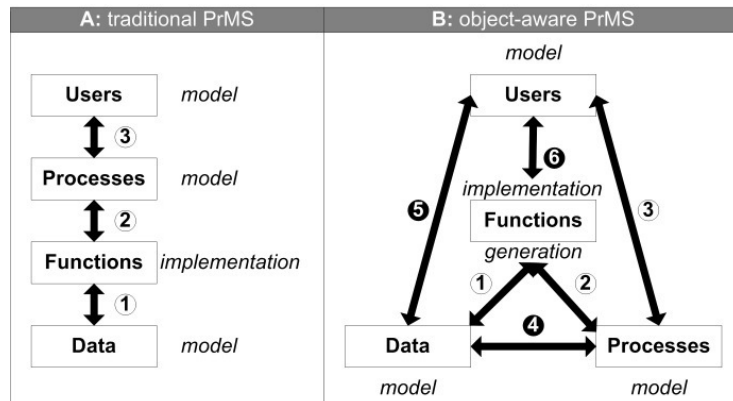 A: traditional PrMS
Users model
3
Processes model
2
Functions implementation
1
Data model
B: object-aware PrMS
model
Users
6
5
implementation
3
Functions
generation
1 2
4
Data Processes
model model